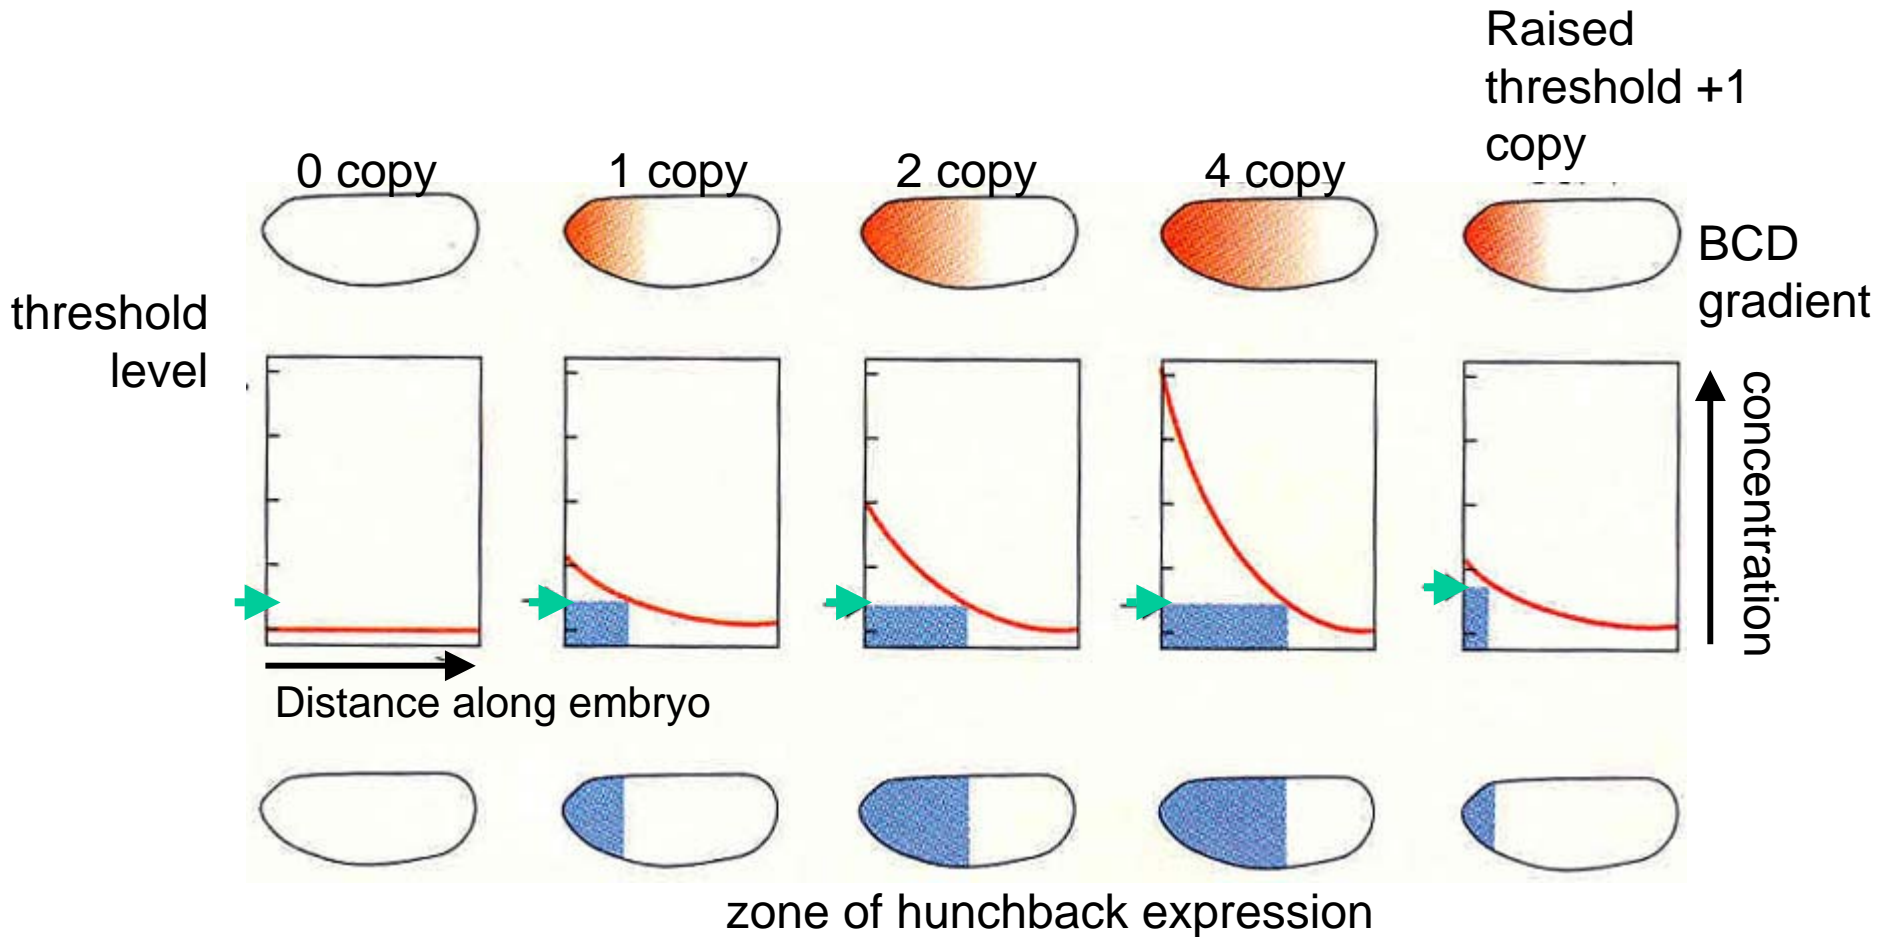 Raised
threshold +1
copy
0 copy
1 copy
2 copy
4 copy
BCD
gradient
threshold
level
concentration
Distance along embryo
zone of hunchback expression